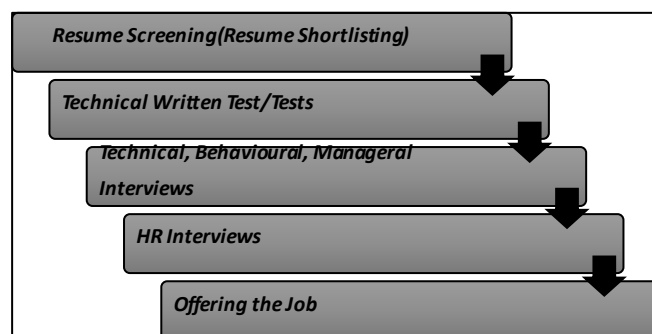 Resume Screening(Resume Shortlisting)
Technical Written Test/Tests
Technical, Behavioural, Manageral
Interviews
HR Interviews
Offering the Job